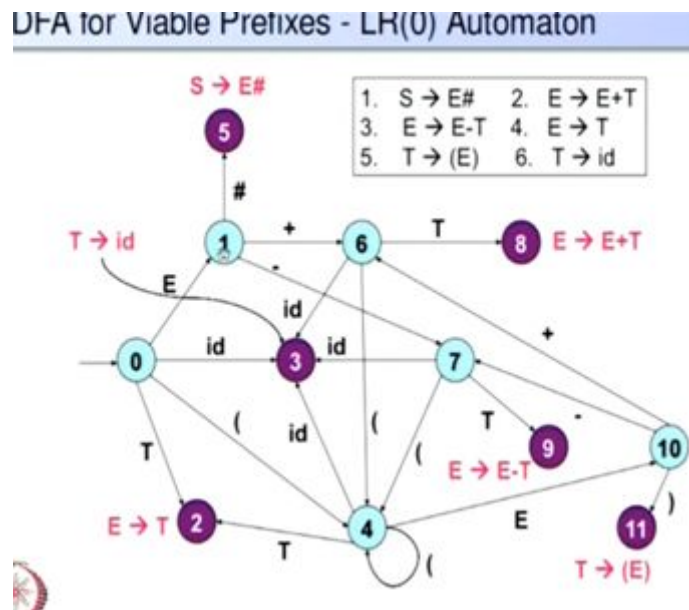 DFA for Viable Prefixes - LR(0) Automaton
S → E#
1. S → E# 2. E → E+T
3. E → E-T 4. E → T
5. T → (E) 6. T → id
5
#
T → id
1
+
6
T
8
E → E+T
-
E
id
+
0
id
3
id
7
(
id
(
(
T
-
T
9
10
E → E-T
E → T
2
T
4
(
E
11
)
T → (E)